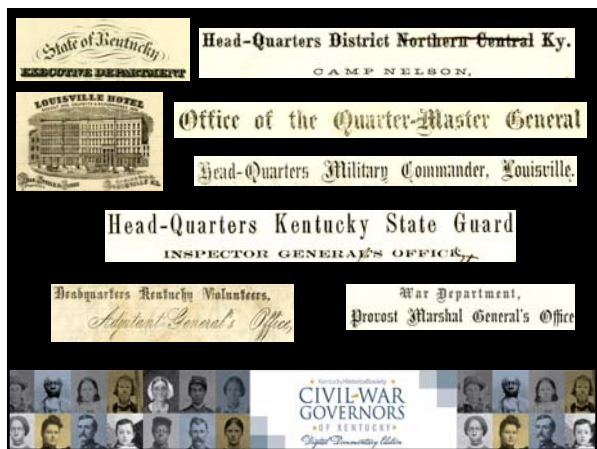 State of Kentucky
EXECUTIVE DEPARTMENT
Head-Quarters District Northern Central Ky.
CAMP NELSON,
LOUISVILLE HOTEL
LOUISVILLE KY.
Office of the Quarter-Master General
Head-Quarters Military Commander, Louisville.
Head-Quarters Kentucky State Guard
INSPECTOR GENERAL'S OFFICE,
Headquarters Kentucky Volunteers,
Adjutant-General's Office,
War Department,
Provost Marshal General's Office
Kentucky Historical Society
CIVIL WAR
GOVERNORS
OF KENTUCKY
Digital Documentary Edition